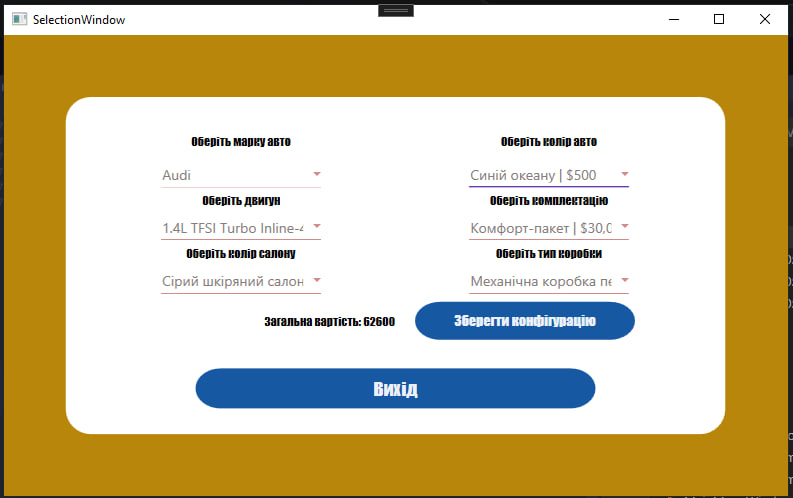 SelectionWindow
Оберіть марку авто
Audi
Оберіть колір авто
Синій океану | $500
Оберіть двигун
1.4L TFSI Turbo Inline-4
Оберіть комплектацію
Комфорт-пакет | $30,0
Оберіть колір салону
Сірий шкіряний салон
Оберіть тип коробки
Механічна коробка пе
Загальна вартість: 62600
Зберегти конфігурацію
Вихід